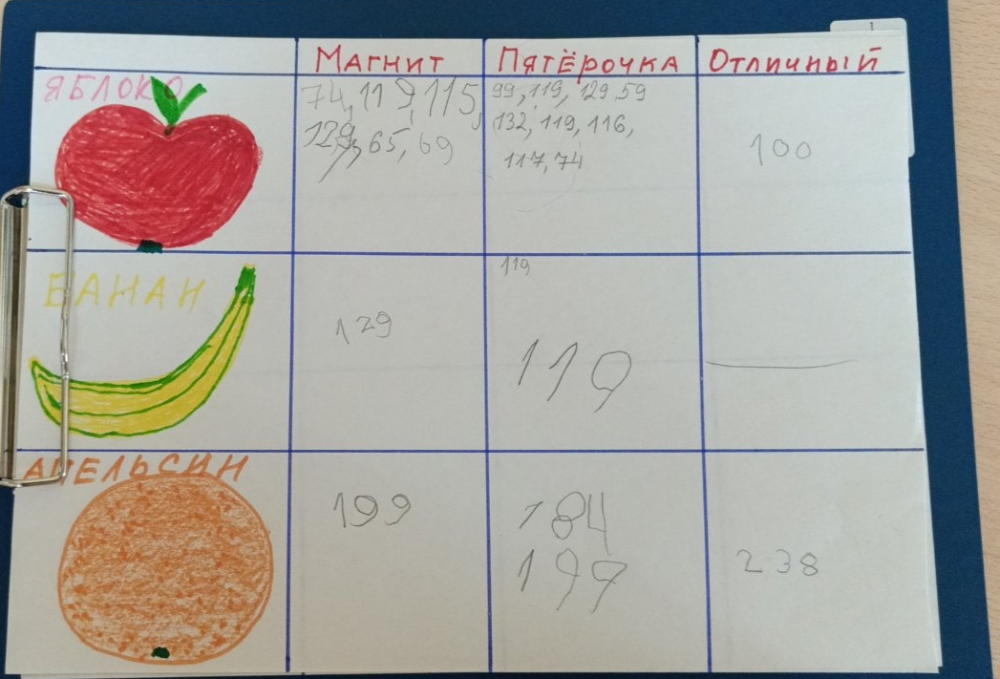 Магнит Пятёрочка Отличный
ЯБЛОКО
74, 119, 115,
129, 65, 69
99, 119, 129 59
132, 119, 116,
117, 74
100
БАНАН
129
119
119
АПЕЛЬСИН
199
184
199
238